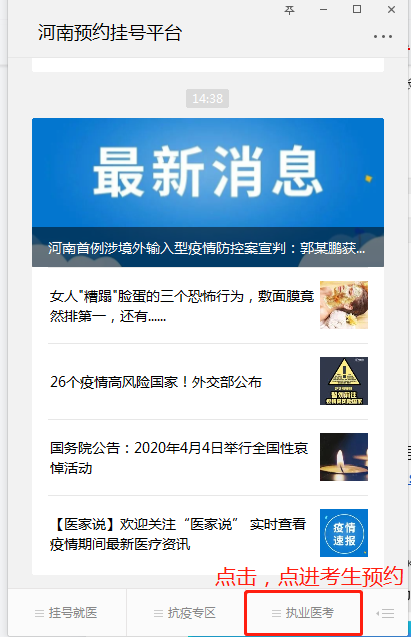 河南预约挂号平台
14:38
最新消息
河南首例涉境外输入型疫情防控案宣判：郭某鹏获...
女人"糟蹋"脸蛋的三个恐怖行为，敷面膜竟
然排第一，还有......
26个疫情高风险国家！外交部公布
暂勿前往
国务院公告：2020年4月4日举行全国性哀
悼活动
【医家说】欢迎关注“医家说” 实时查看
疫情期间最新医疗资讯
疫情
速报
点击，点进考生预约
挂号就医
抗疫专区
执业医考